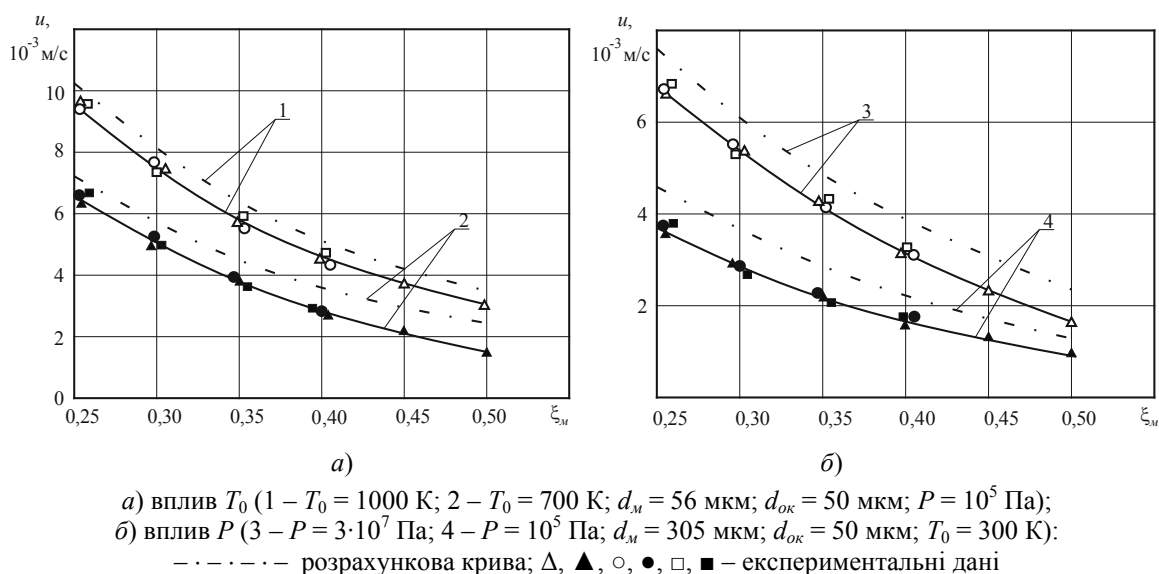 u,
10⁻³ м/с
10
8
6
4
2
0
0,25 0,30 0,35 0,40 0,45 0,50 ξм
1
2
а)
u,
10⁻³ м/с
6
4
2
0,25 0,30 0,35 0,40 0,45 0,50 ξм
3
4
б)
а) вплив T₀ (1 – T₀ = 1000 К; 2 – T₀ = 700 К; dм = 56 мкм; dок = 50 мкм; P = 10⁵ Па);
б) вплив P (3 – P = 3·10⁷ Па; 4 – P = 10⁵ Па; dм = 305 мкм; dок = 50 мкм; T₀ = 300 К):
– · – · – · – · – розрахункова крива; Δ, ▲, ○, ●, □, ■ – експериментальні дані